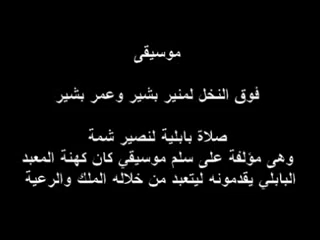 موسيقى
فوق النخل لمنير بشير وعمر بشير
صلاة بابلية لنصير شمة
وهى مؤلفة على سلم موسيقي كان كهنة المعبد
البابلي يقدمونه ليتعبد من خلاله الملك والرعية